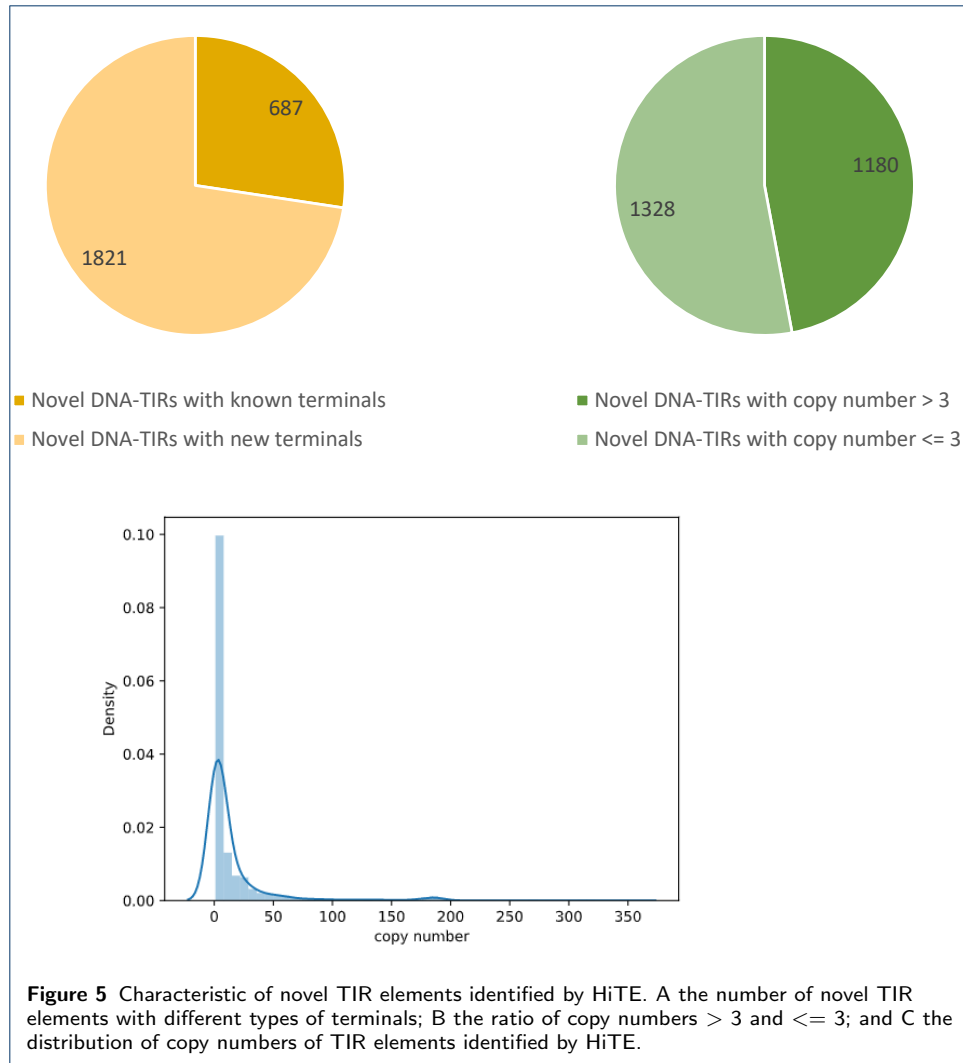 687
1821
1180
1328
Novel DNA-TIRs with known terminals
Novel DNA-TIRs with new terminals
Novel DNA-TIRs with copy number > 3
Novel DNA-TIRs with copy number <= 3
0.10
0.08
0.06
0.04
0.02
0.00
Density
0 50 100 150 200 250 300 350
copy number
Figure 5 Characteristic of novel TIR elements identified by HiTE. A the number of novel TIR
elements with different types of terminals; B the ratio of copy numbers > 3 and <= 3; and C the
distribution of copy numbers of TIR elements identified by HiTE.